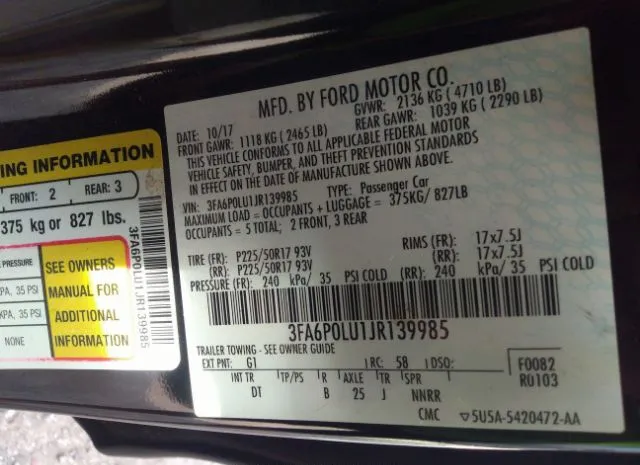 NG INFORMATION
FRONT: 2 REAR: 3
375 kg or 827 lbs.
PRESSURE
KPA, 35 PSI
KPA, 35 PSI
NONE
SEE OWNERS
MANUAL FOR
ADDITIONAL
INFORMATION
3FA6P0LU1JR139985
MFD. BY FORD MOTOR CO.
DATE: 10/17 GVWR: 2136 KG (4710 LB)
FRONT GAWR: 1118 KG (2465 LB) REAR GAWR: 1039 KG (2290 LB)
THIS VEHICLE CONFORMS TO ALL APPLICABLE FEDERAL MOTOR
VEHICLE SAFETY, BUMPER, AND THEFT PREVENTION STANDARDS
IN EFFECT ON THE DATE OF MANUFACTURE SHOWN ABOVE.
VIN: 3FA6P0LU1JR139985 TYPE: Passenger Car
MAXIMUM LOAD = OCCUPANTS + LUGGAGE = 375KG/ 827LB
OCCUPANTS = 5 TOTAL; 2 FRONT, 3 REAR
TIRE (FR): P225/50R17 93V RIMS (FR): 17x7.5J
(RR): P225/50R17 93V (RR): 17x7.5J
PRESSURE (FR): 240 kPa/ 35 PSI COLD (RR): 240 kPa/ 35 PSI COLD
3FA6P0LU1JR139985
TRAILER TOWING - SEE OWNER GUIDE
EXT PNT: G1 RC: 58 DSO: F0082
R0103
INT TR TP/PS R AXLE TR SPR
DT B 25 J NNRR
CMC 5U5A-5420472-AA